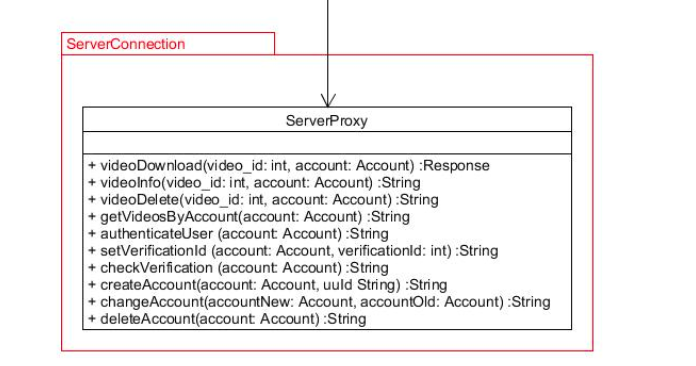 ServerConnection
ServerProxy
+ videoDownload(video_id: int, account: Account) :Response
+ videoInfo(video_id: int, account: Account) :String
+ videoDelete(video_id: int, account: Account) :String
+ getVideosByAccount(account: Account) :String
+ authenticateUser (account: Account) :String
+ setVerificationId (account: Account, verificationId: int) :String
+ checkVerification (account: Account) :String
+ createAccount(account: Account, uuId String) :String
+ changeAccount(accountNew: Account, accountOld: Account) :String
+ deleteAccount(account: Account) :String